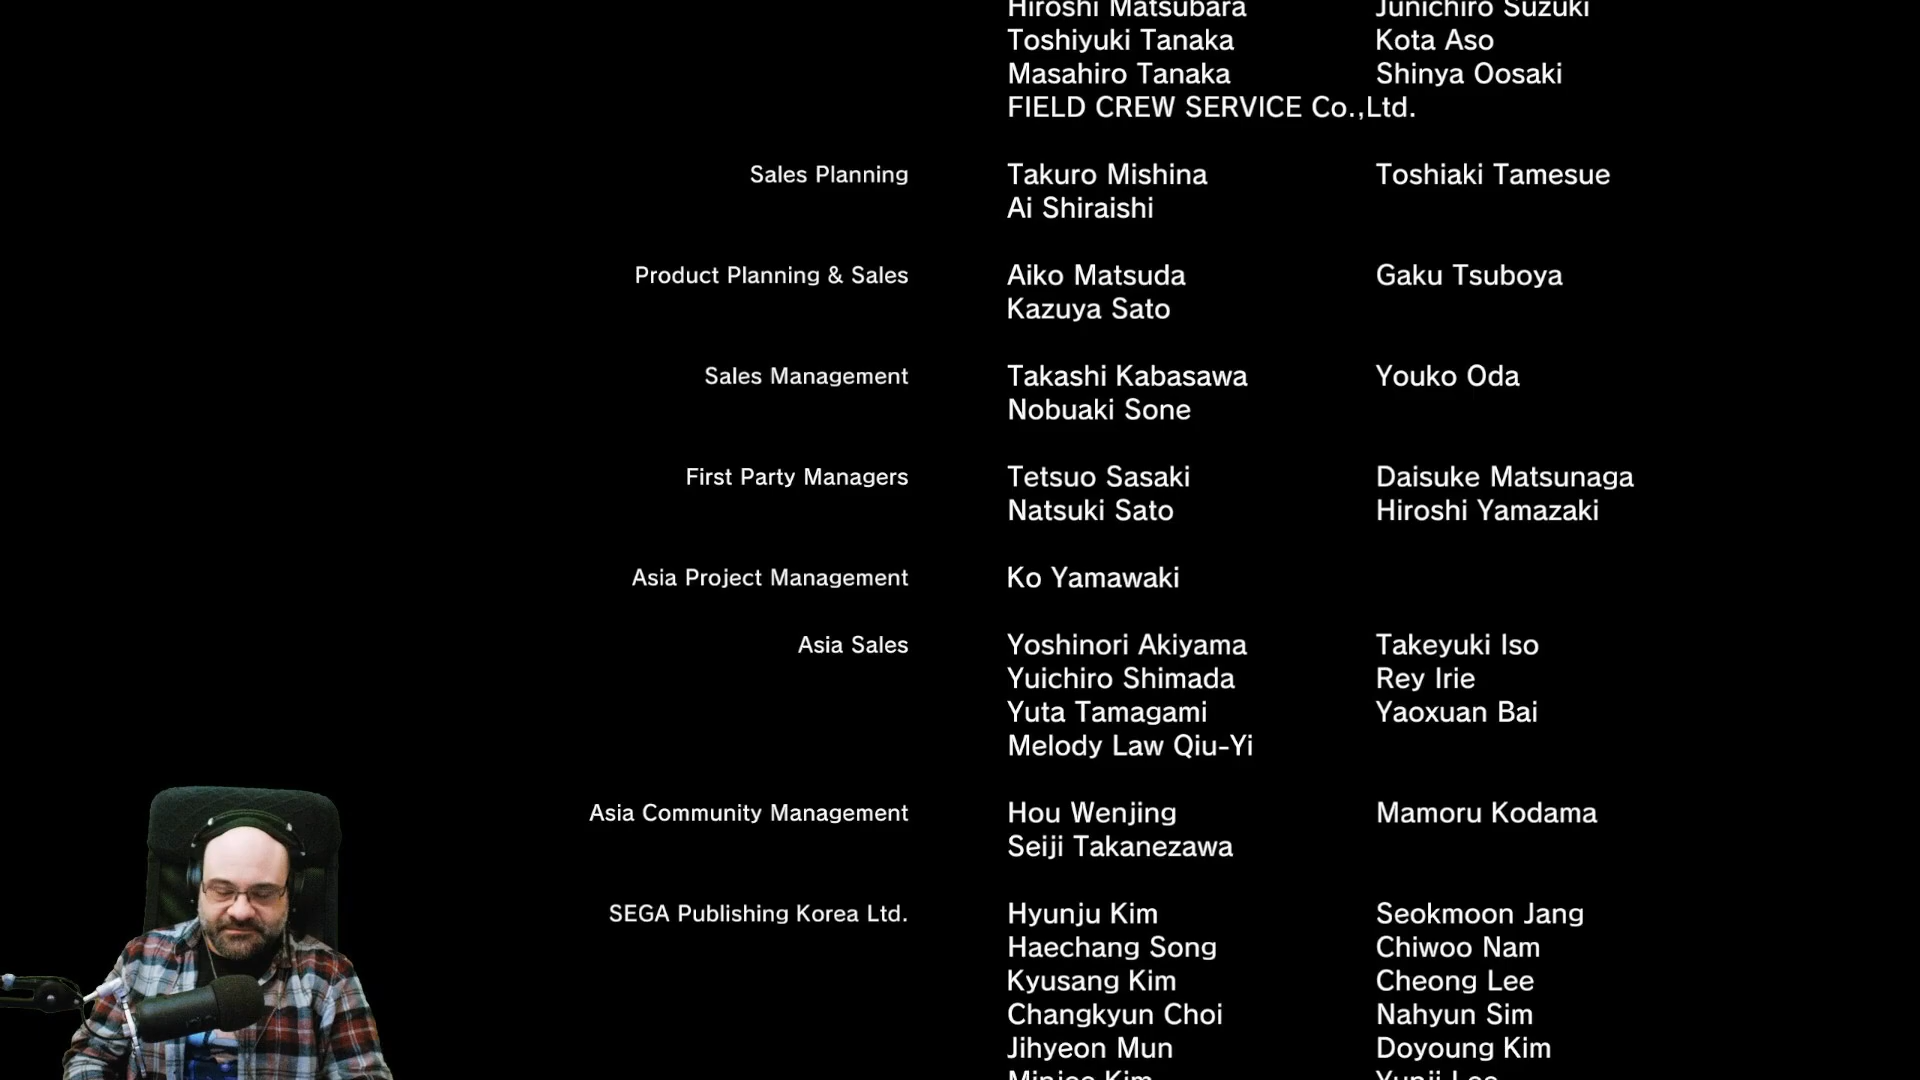 Hiroshi Matsubara Junichiro Suzuki
Toshiyuki Tanaka Kota Aso
Masahiro Tanaka Shinya Oosaki
FIELD CREW SERVICE Co.,Ltd.
Sales Planning Takuro Mishina Toshiaki Tamesue
Ai Shiraishi
Product Planning & Sales Aiko Matsuda Gaku Tsuboya
Kazuya Sato
Sales Management Takashi Kabasawa Youko Oda
Nobuaki Sone
First Party Managers Tetsuo Sasaki Daisuke Matsunaga
Natsuki Sato Hiroshi Yamazaki
Asia Project Management Ko Yamawaki
Asia Sales Yoshinori Akiyama Takeyuki Iso
Yuichiro Shimada Rey Irie
Yuta Tamagami Yaoxuan Bai
Melody Law Qiu-Yi
Asia Community Management Hou Wenjing Mamoru Kodama
Seiji Takanezawa
SEGA Publishing Korea Ltd. Hyunju Kim Seokmoon Jang
Haechang Song Chiwoo Nam
Kyusang Kim Cheong Lee
Changkyun Choi Nahyun Sim
Jihyeon Mun Doyoung Kim
Kim